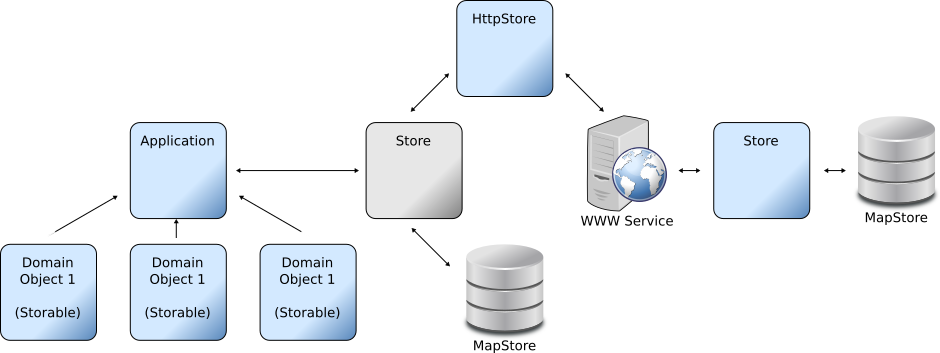 HttpStore
Application
Store
Store
WWW Service
MapStore
Domain
Object 1
(Storable)
Domain
Object 1
(Storable)
Domain
Object 1
(Storable)
MapStore